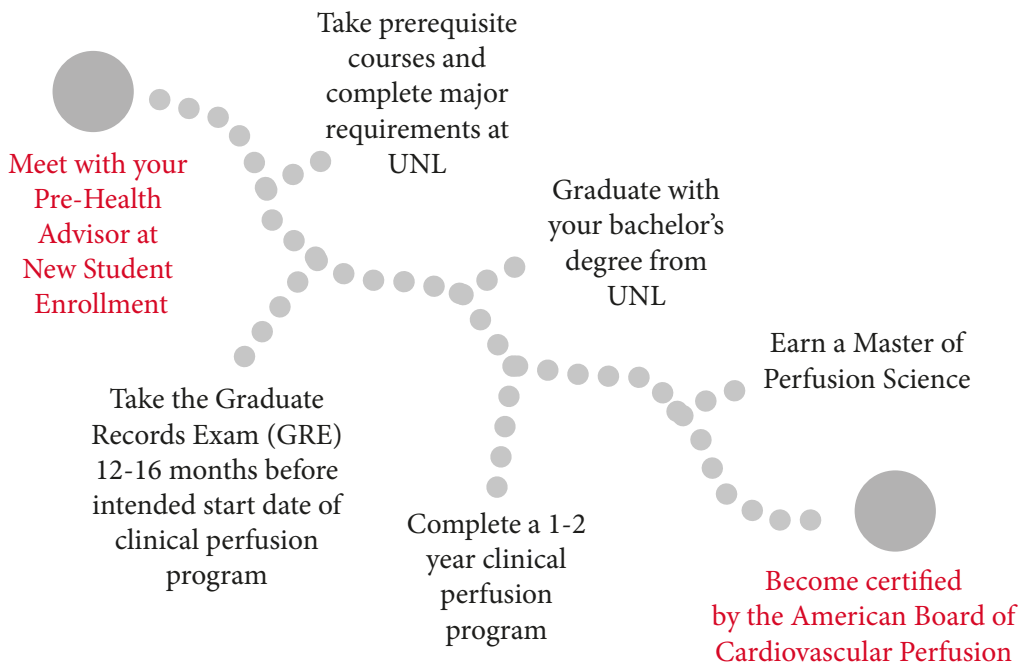 Meet with your
Pre-Health
Advisor at
New Student
Enrollment
Take prerequisite
courses and
complete major
requirements at
UNL
Take the Graduate
Records Exam (GRE)
12-16 months before
intended start date of
clinical perfusion
program
Graduate with
your bachelor’s
degree from
UNL
Complete a 1-2
year clinical
perfusion
program
Earn a Master of
Perfusion Science
Become certified
by the American Board of
Cardiovascular Perfusion